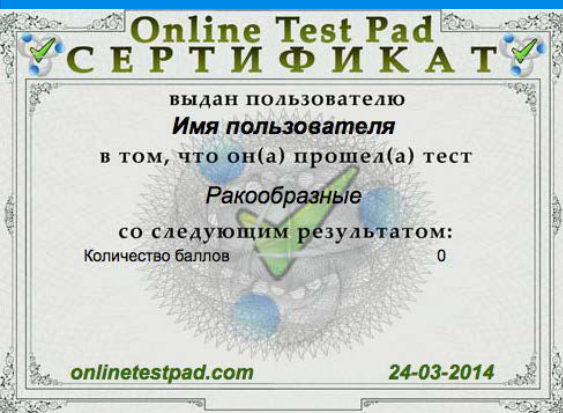 Online Test Pad
СЕРТИФИКАТ
выдан пользователю
Имя пользователя
в том, что он(а) прошел(а) тест
Ракообразные
со следующим результатом:
Количество баллов 0
onlinetestpad.com 24-03-2014